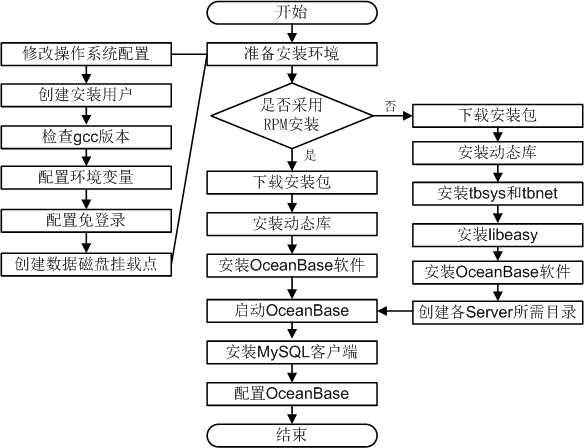 开始
准备安装环境
修改操作系统配置
创建安装用户
检查gcc版本
配置环境变量
配置免登录
创建数据磁盘挂载点
是否采用
RPM安装
否
是
下载安装包
安装动态库
安装OceanBase软件
下载安装包
安装动态库
安装tbsys和tbnet
安装libeasy
安装OceanBase软件
创建各Server所需目录
启动OceanBase
安装MySQL客户端
配置OceanBase
结束